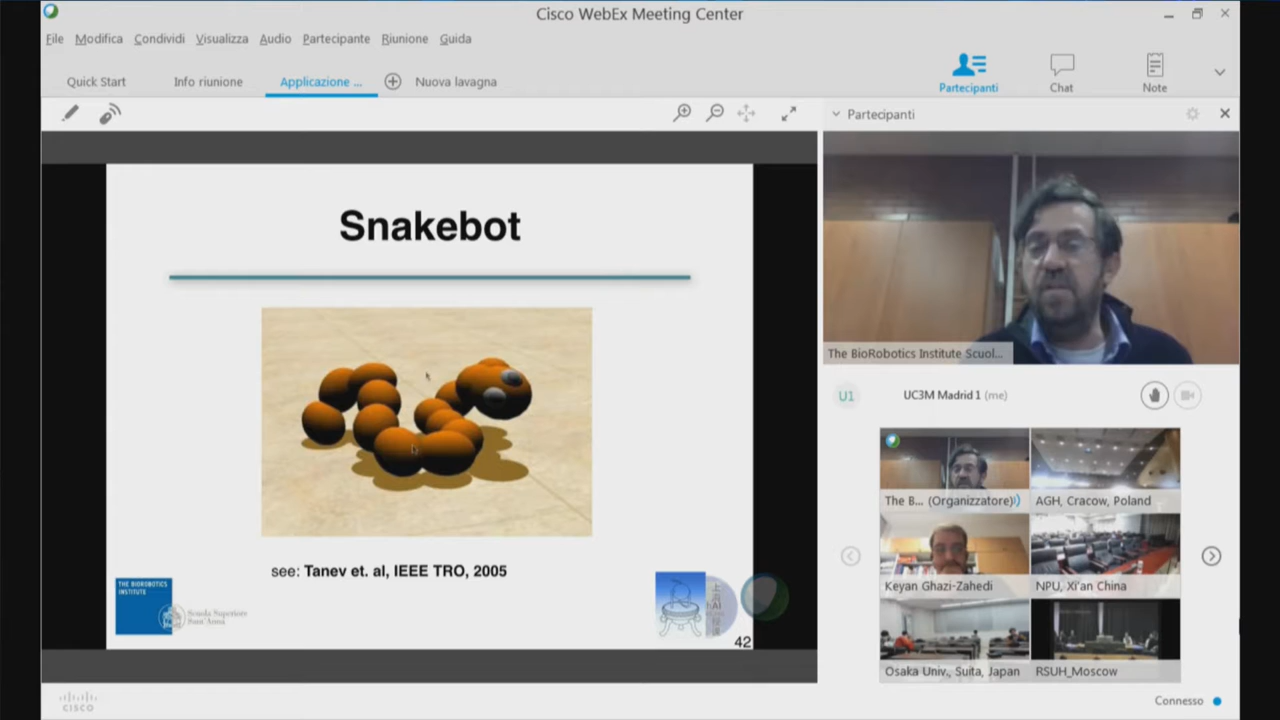 Cisco WebEx Meeting Center
File Modifica Condividi Visualizza Audio Partecipante Riunione Guida
Quick Start Info riunione Applicazione ... Nuova lavagna
Partecipanti Chat Note
Partecipanti
Snakebot
see: Tanev et. al, IEEE TRO, 2005
THE BIOROBOTICS
INSTITUTE
Scuola Superiore
Sant'Anna
42
The BioRobotics Institute Scuol...
U1 UC3M Madrid 1 (me)
The B... (Organizzatore)
AGH, Cracow, Poland
Keyan Ghazi-Zahedi
NPU, Xi'an China
Osaka Univ., Suita, Japan
RSUH_Moscow
CISCO
Connesso